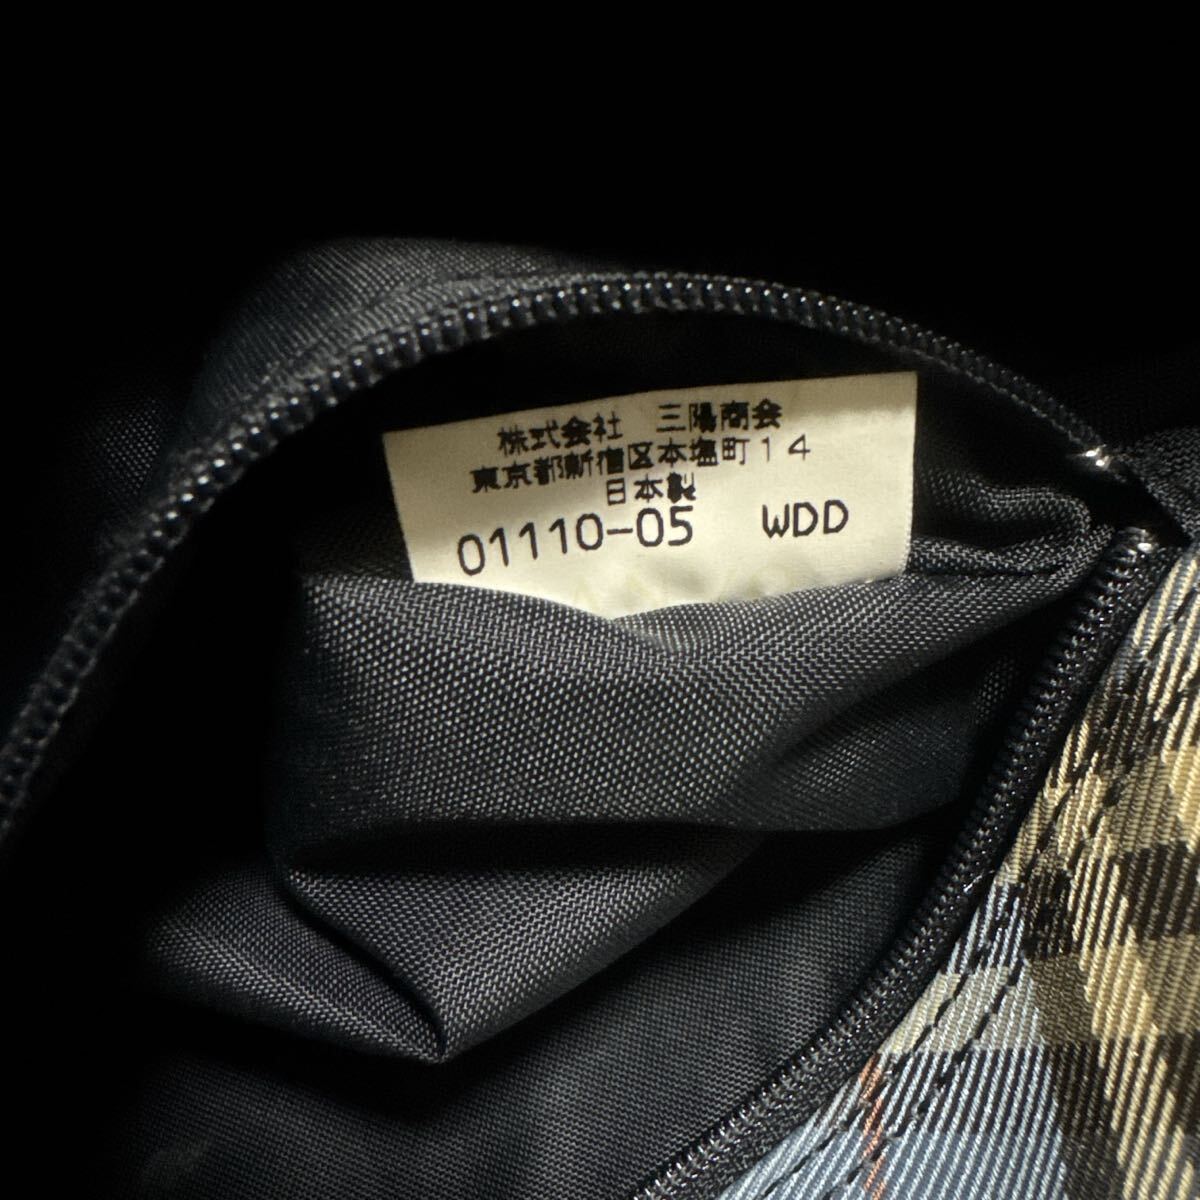 株式会社　三陽商会
東京都新宿区本塩町１４
日本製
01110-05　WDD